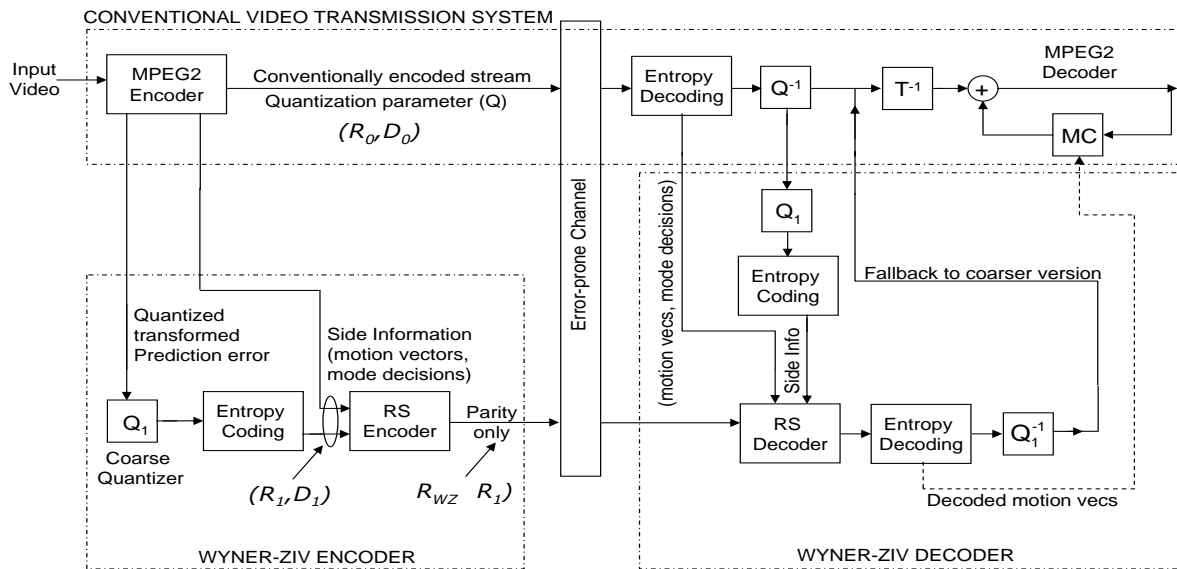 CONVENTIONAL VIDEO TRANSMISSION SYSTEM
Input
Video
MPEG2
Encoder
Conventionally encoded stream
Quantization parameter (Q)
(R₀,D₀)
Error-prone Channel
Entropy
Decoding
Q⁻¹
T⁻¹
+
MPEG2
Decoder
MC
Q₁
Entropy
Coding
(motion vecs, mode decisions)
Side Info
Fallback to coarser version
Quantized
transformed
Prediction error
Side Information
(motion vectors,
mode decisions)
Q₁
Coarse
Quantizer
Entropy
Coding
RS
Encoder
Parity
only
(R₁,D₁)
R_WZ R₁)
WYNER-ZIV ENCODER
RS
Decoder
Entropy
Decoding
Q₁⁻¹
Decoded motion vecs
WYNER-ZIV DECODER